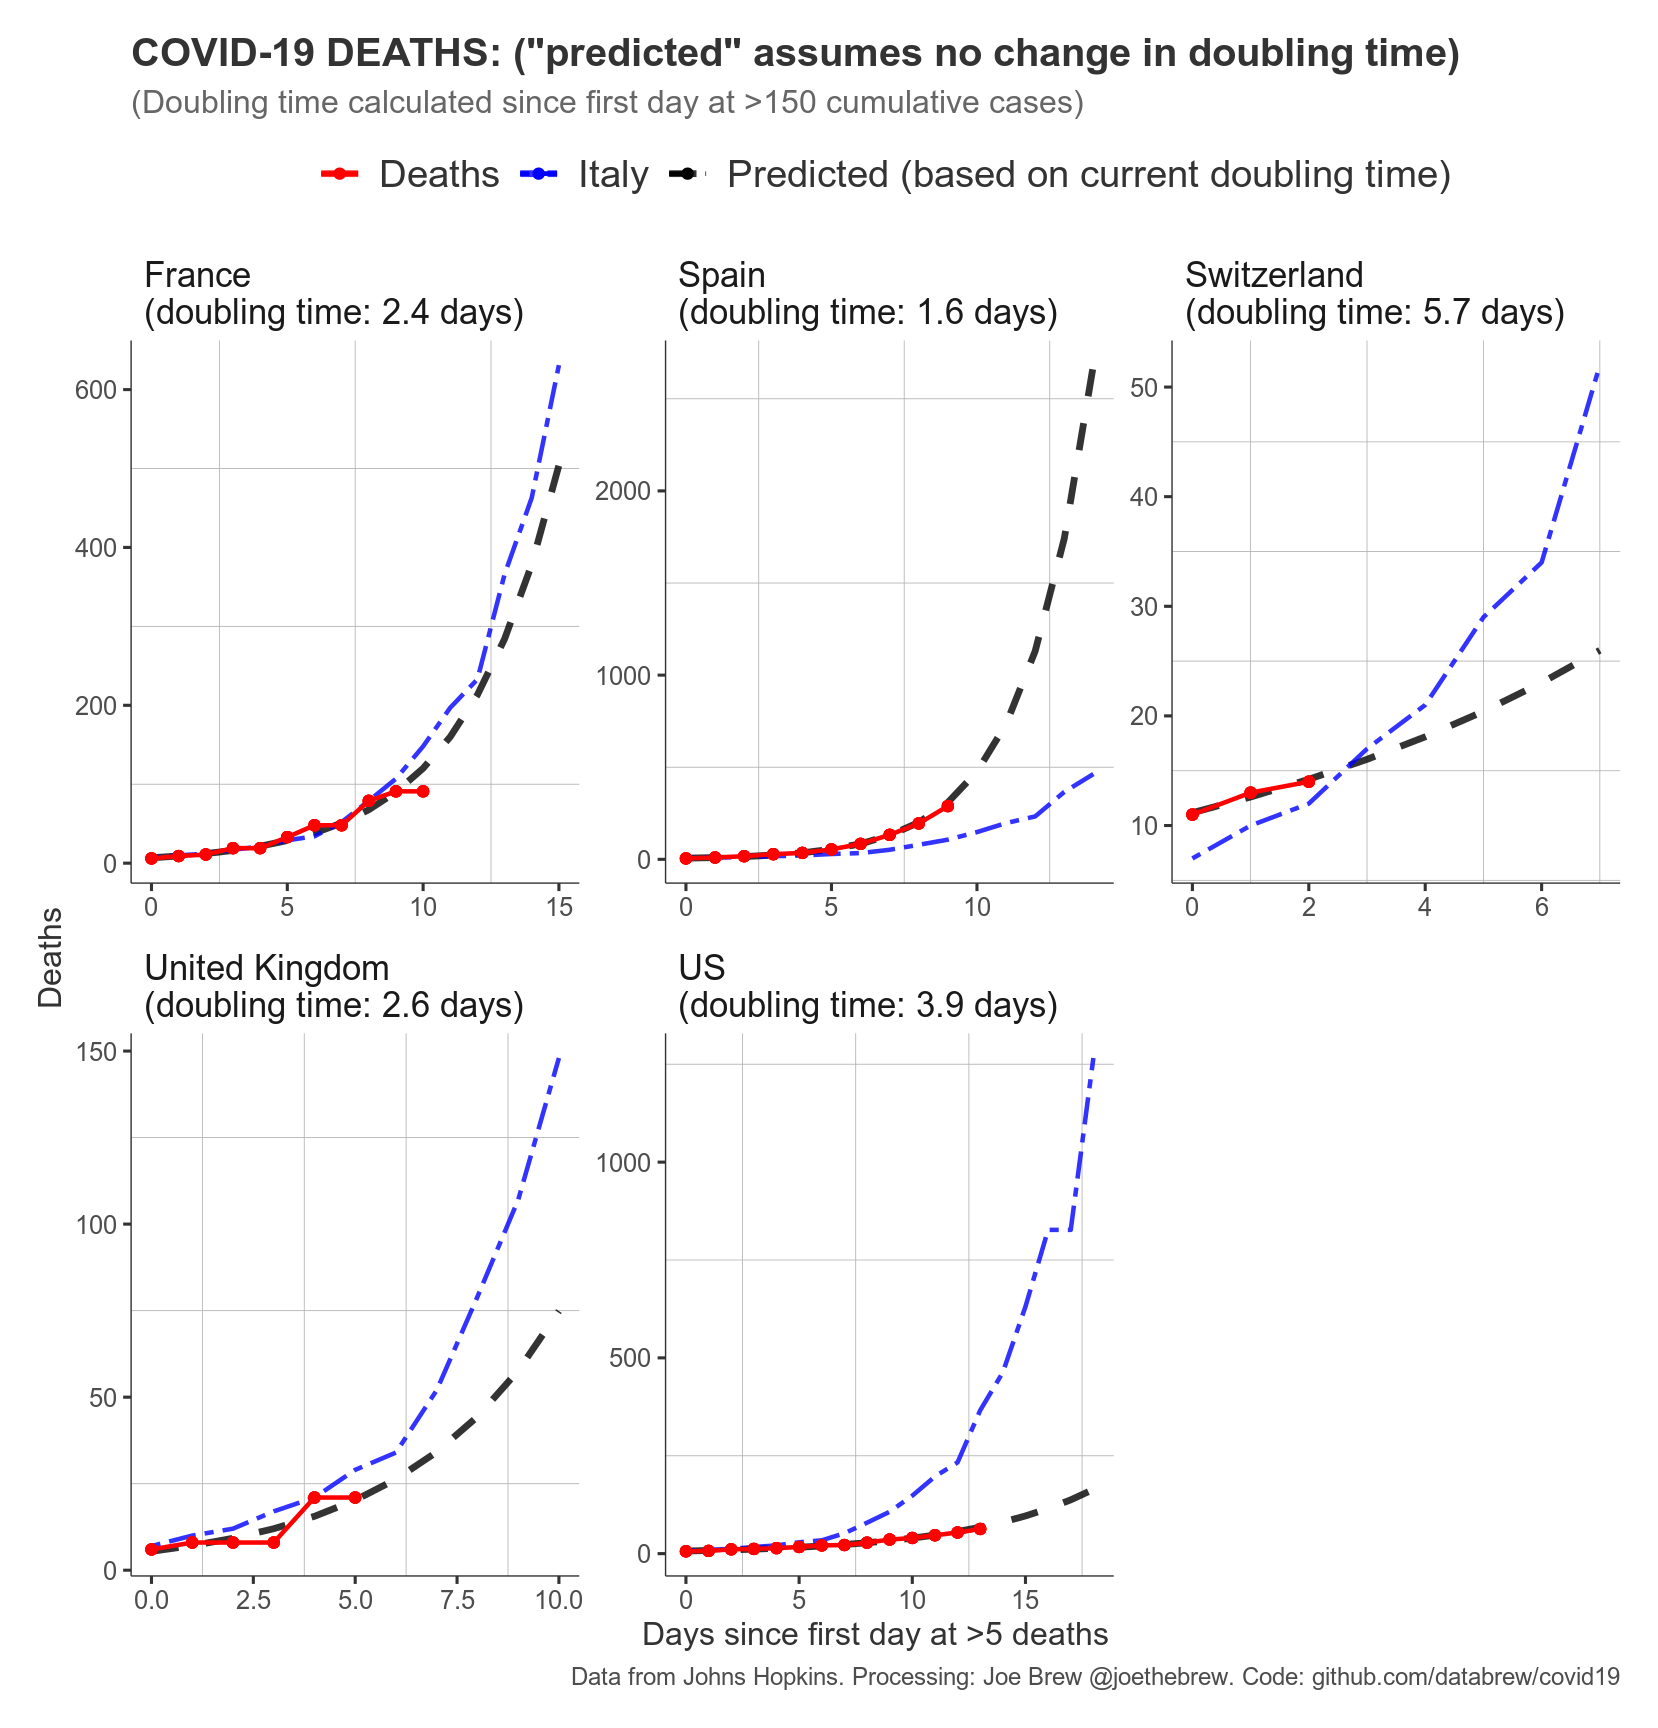 COVID-19 DEATHS: ("predicted" assumes no change in doubling time)
(Doubling time calculated since first day at >150 cumulative cases)
Deaths Italy Predicted (based on current doubling time)
France
(doubling time: 2.4 days)
600
400
200
0
0 5 10 15
Spain
(doubling time: 1.6 days)
2000
1000
0
0 5 10
Switzerland
(doubling time: 5.7 days)
50
40
30
20
10
0 2 4 6
Deaths
United Kingdom
(doubling time: 2.6 days)
150
100
50
0
0.0 2.5 5.0 7.5 10.0
US
(doubling time: 3.9 days)
1000
500
0
0 5 10 15
Days since first day at >5 deaths
Data from Johns Hopkins. Processing: Joe Brew @joethebrew. Code: github.com/databrew/covid19